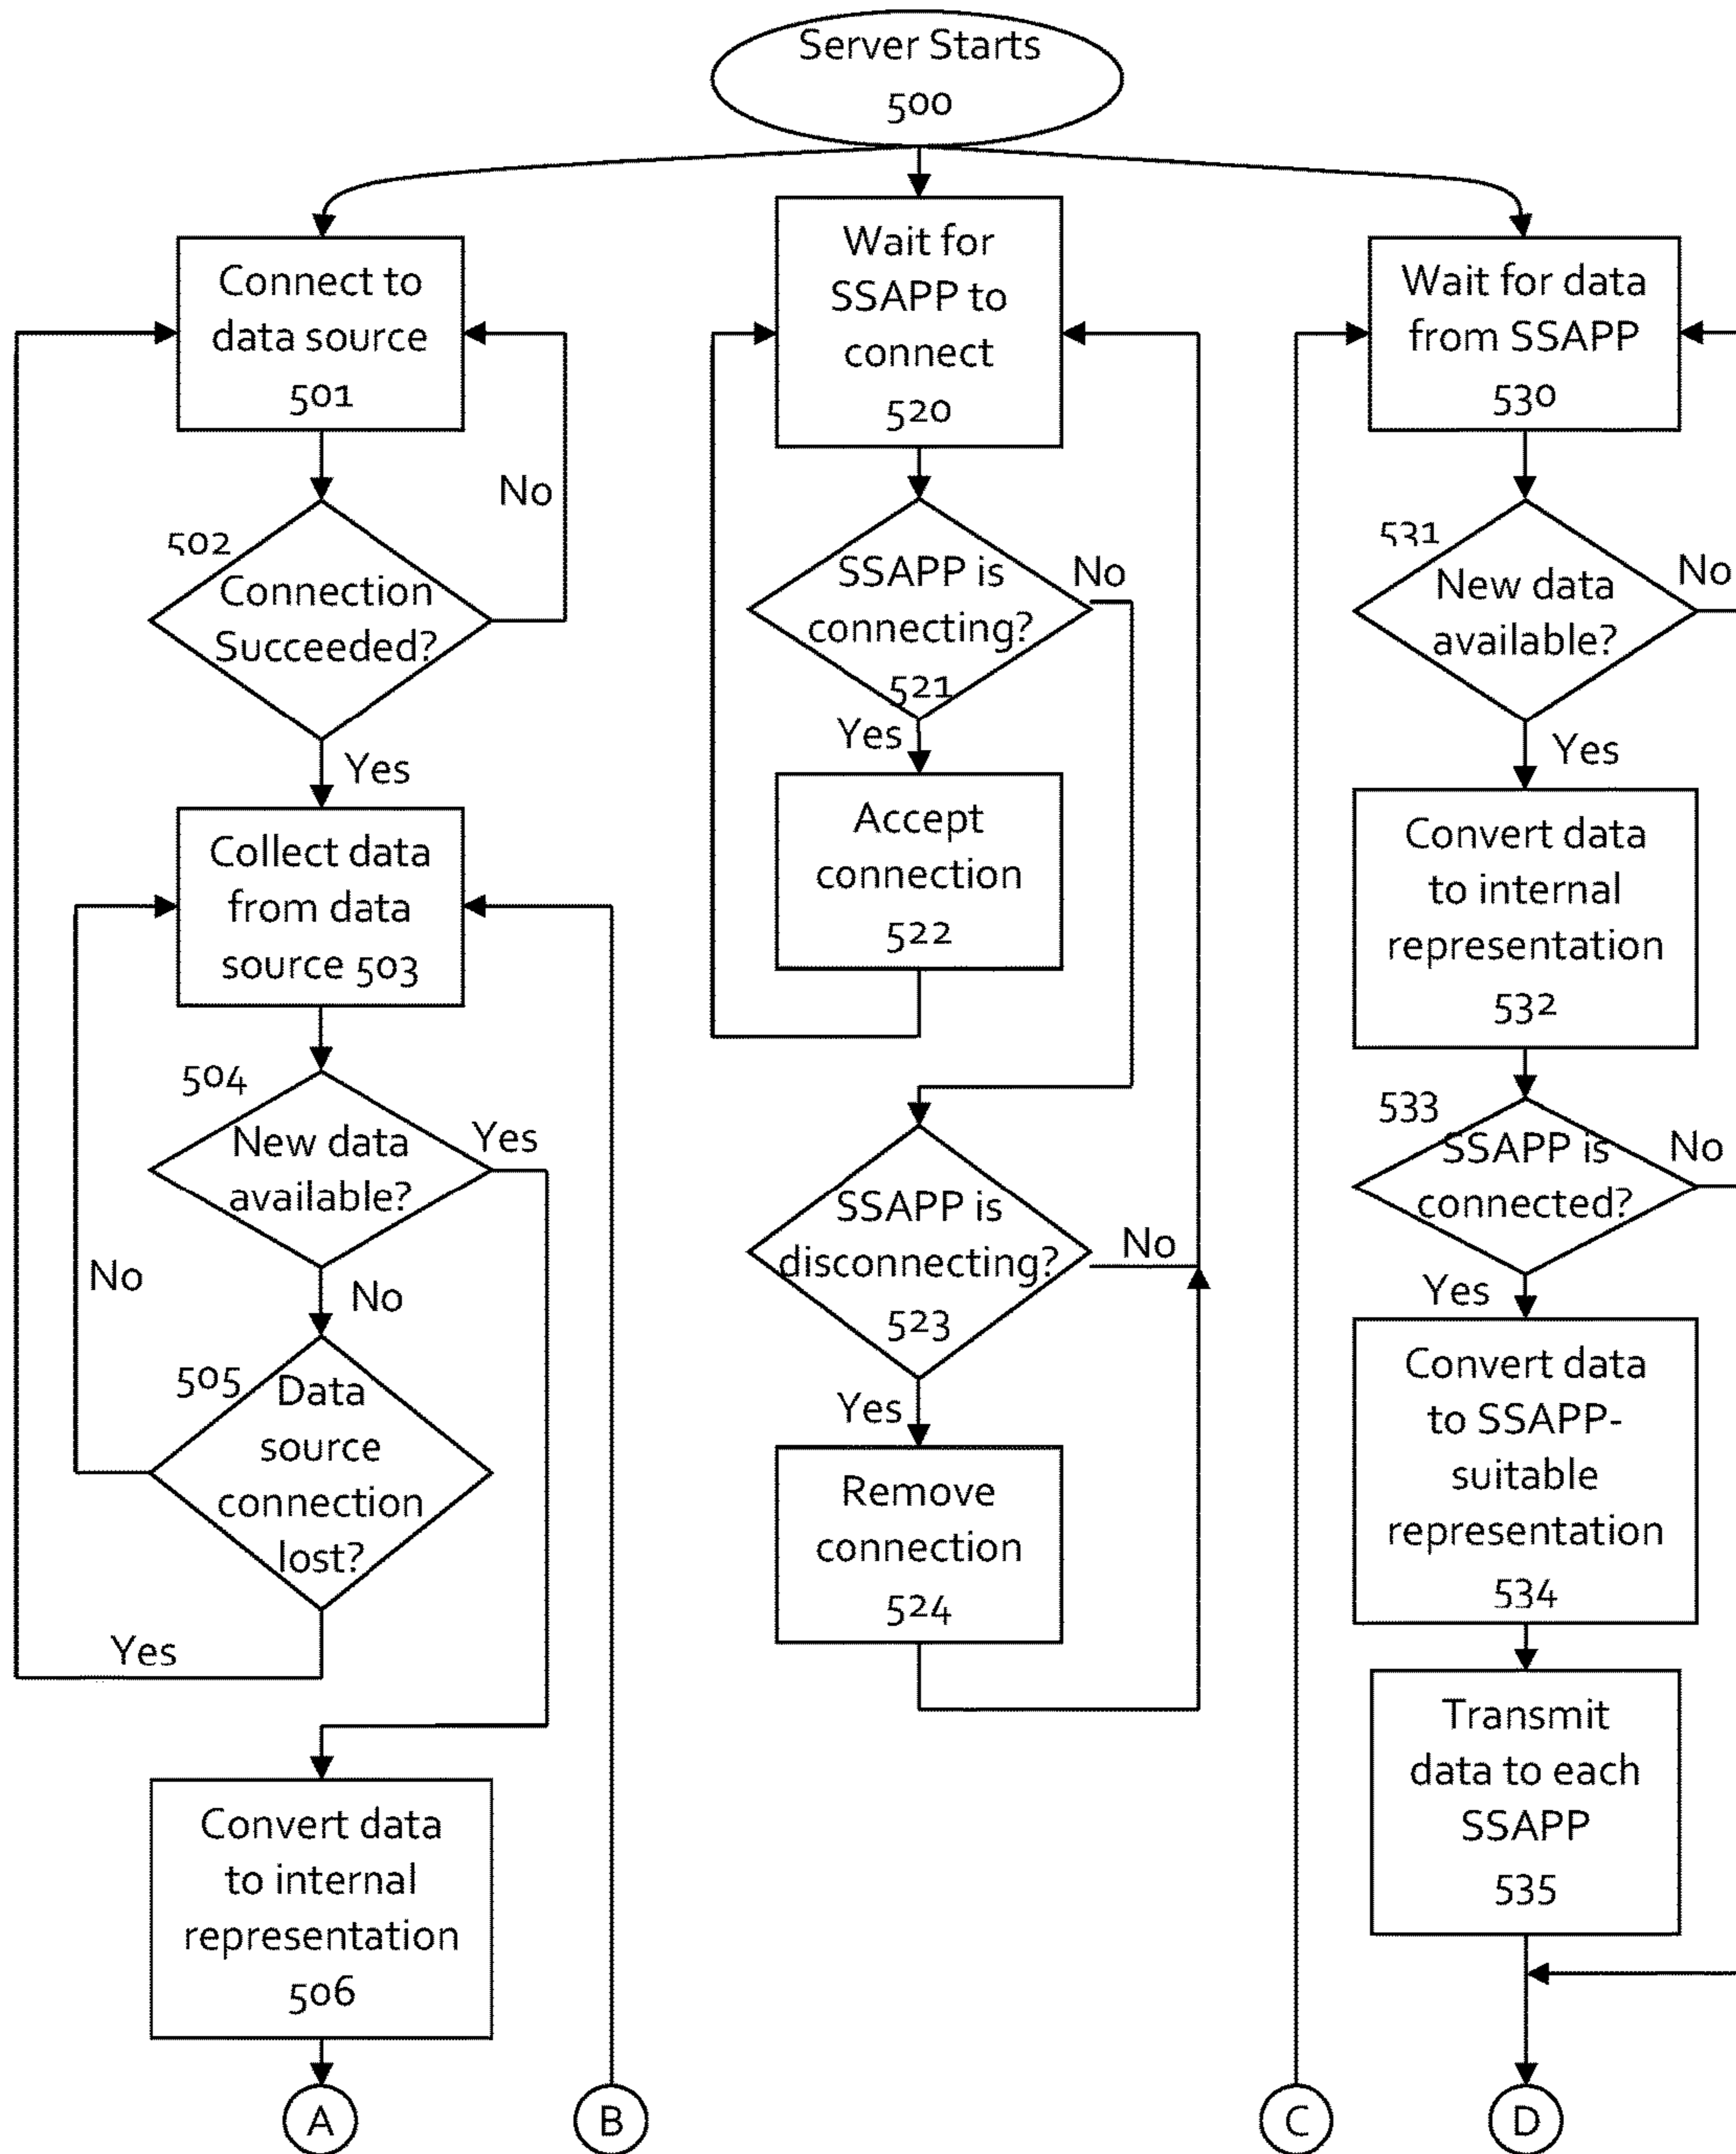 Server Starts
500
Connect to
data source
501
No
502
Connection
Succeeded?
Yes
Collect data
from data
source 503
504
New data
available?
Yes
No
No
505
Data
source
connection
lost?
Yes
Convert data
to internal
representation
506
A
B
Wait for
SSAPP to
connect
520
SSAPP is
connecting?
521
No
Yes
Accept
connection
522
SSAPP is
disconnecting?
523
No
Yes
Remove
connection
524
Wait for data
from SSAPP
530
531
New data
available?
No
Yes
Convert data
to internal
representation
532
533
SSAPP is
connected?
No
Yes
Convert data
to SSAPP-
suitable
representation
534
Transmit
data to each
SSAPP
535
C
D